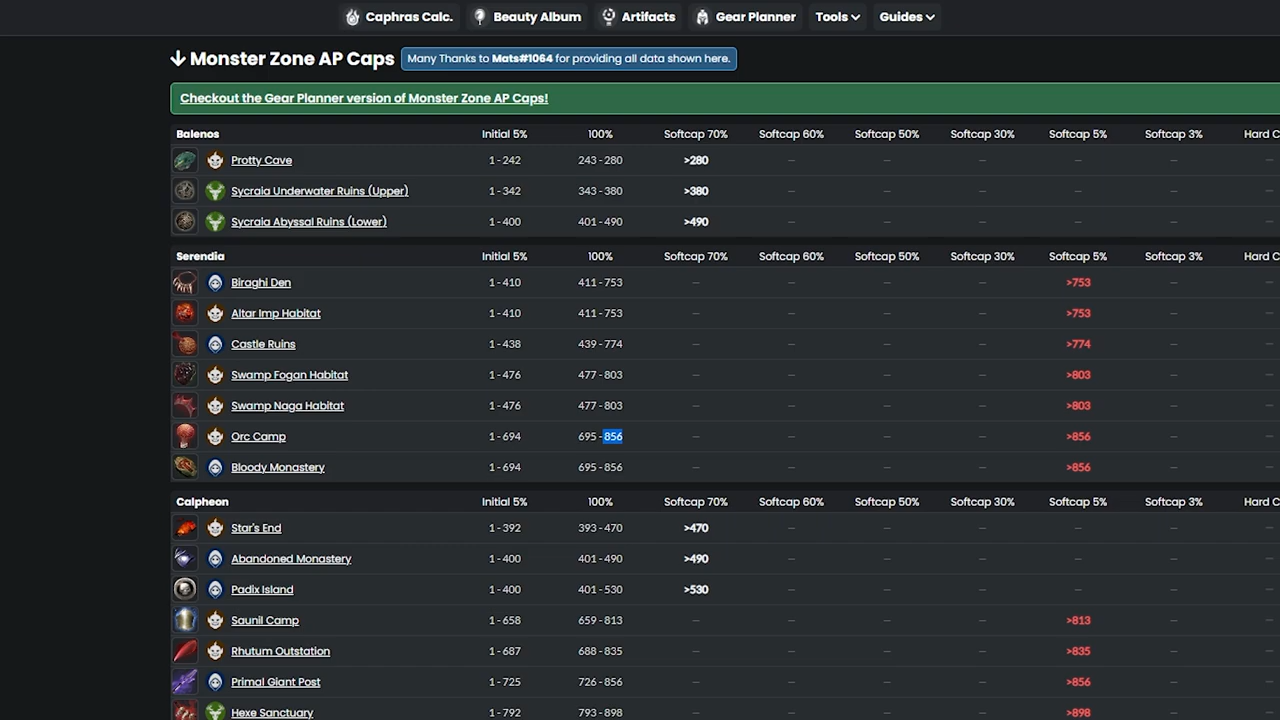 Caphras Calc. Beauty Album Artifacts Gear Planner Tools Guides
Monster Zone AP Caps Many Thanks to Mats#1064 for providing all data shown here.
Checkout the Gear Planner version of Monster Zone AP Caps!
Balenos Initial 5% 100% Softcap 70% Softcap 60% Softcap 50% Softcap 30% Softcap 5% Softcap 3% Hard C
Protty Cave 1-242 243-280 >280 – – – – – –
Sycraia Underwater Ruins (Upper) 1-342 343-380 >380 – – – – – –
Sycraia Abyssal Ruins (Lower) 1-400 401-490 >490 – – – – – –
Serendia Initial 5% 100% Softcap 70% Softcap 60% Softcap 50% Softcap 30% Softcap 5% Softcap 3% Hard C
Biraghi Den 1-410 411-753 – – – – >753 – –
Altar Imp Habitat 1-410 411-753 – – – – >753 – –
Castle Ruins 1-438 439-774 – – – – >774 – –
Swamp Fogan Habitat 1-476 477-803 – – – – >803 – –
Swamp Naga Habitat 1-476 477-803 – – – – >803 – –
Orc Camp 1-694 695-856 – – – – >856 – –
Bloody Monastery 1-694 695-856 – – – – >856 – –
Calpheon Initial 5% 100% Softcap 70% Softcap 60% Softcap 50% Softcap 30% Softcap 5% Softcap 3% Hard C
Star's End 1-392 393-470 >470 – – – – – –
Abandoned Monastery 1-400 401-490 >490 – – – – – –
Padix Island 1-400 401-530 >530 – – – – – –
Saunil Camp 1-658 659-813 – – – – >813 – –
Rhutum Outstation 1-687 688-835 – – – – >835 – –
Primal Giant Post 1-725 726-856 – – – – >856 – –
Hexe Sanctuary 1-792 793-898 – – – – >898 – –